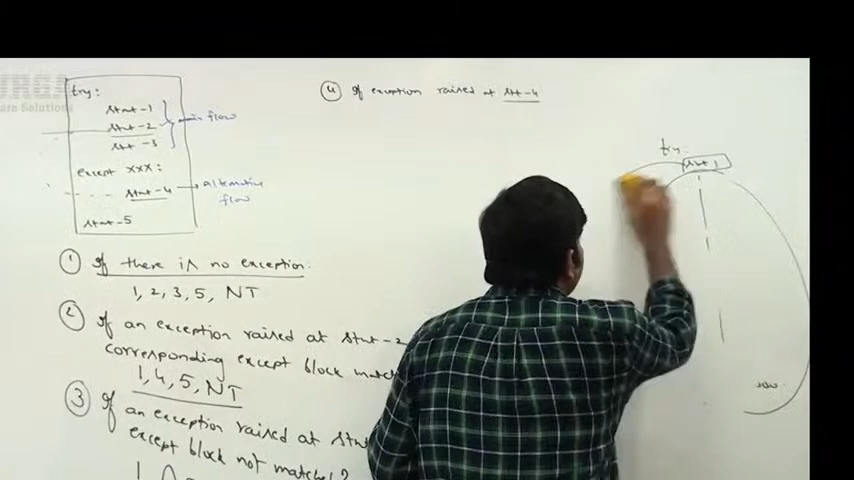 try:
stmt-1
stmt-2
stmt-3
main flow
except XXX:
stmt-4
alternative
flow
stmt-5
① If there is no exception.
1, 2, 3, 5, NT
② If an exception raised at stmt-2
corresponding except block
1, 4, 5, NT
③ If an exception raised at
except block not matched?
1
④ If exception raised at stmt-4
try: